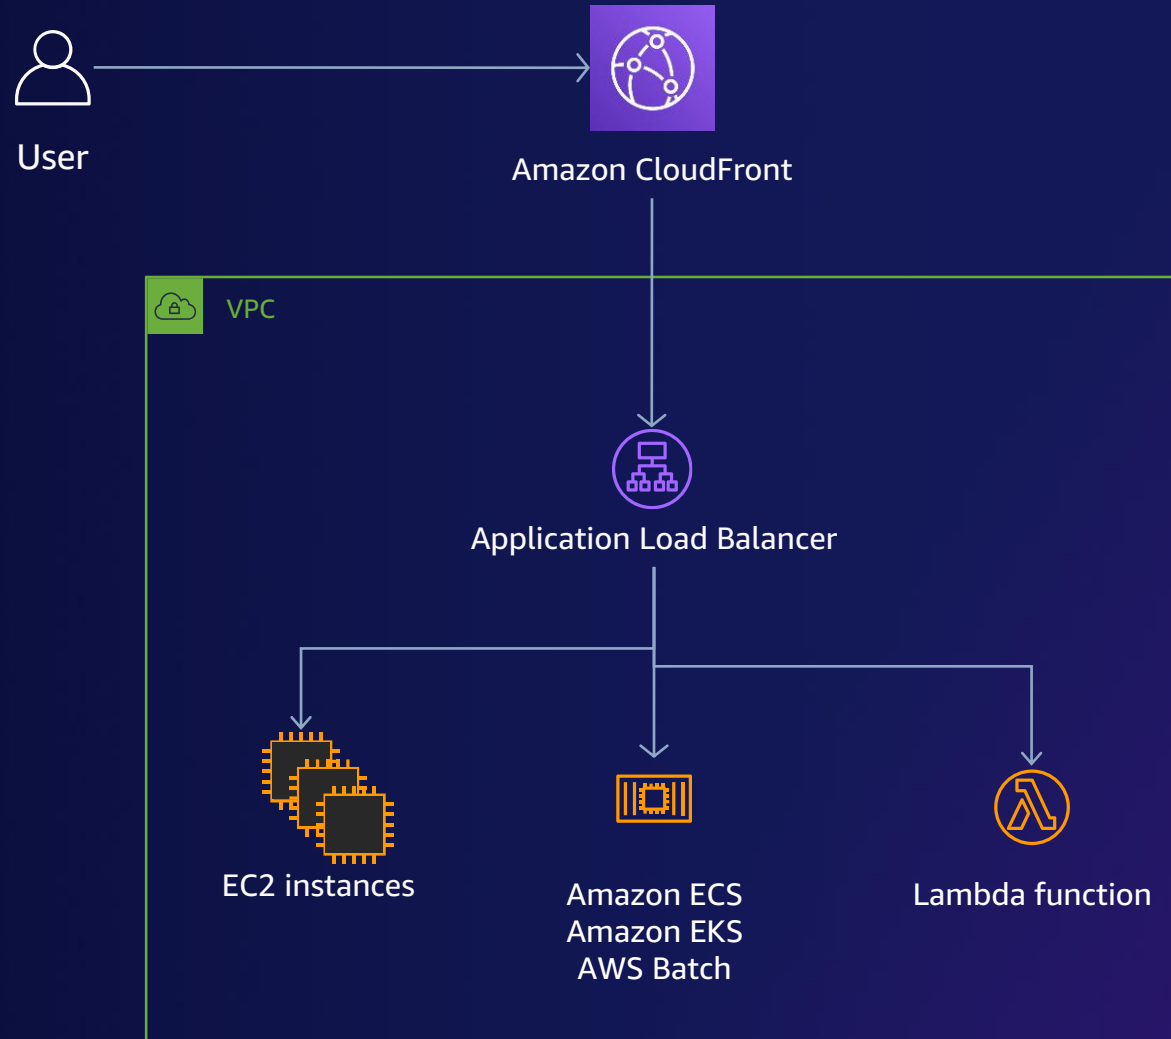 User
Amazon CloudFront
VPC
Application Load Balancer
EC2 instances
Amazon ECS
Amazon EKS
AWS Batch
Lambda function